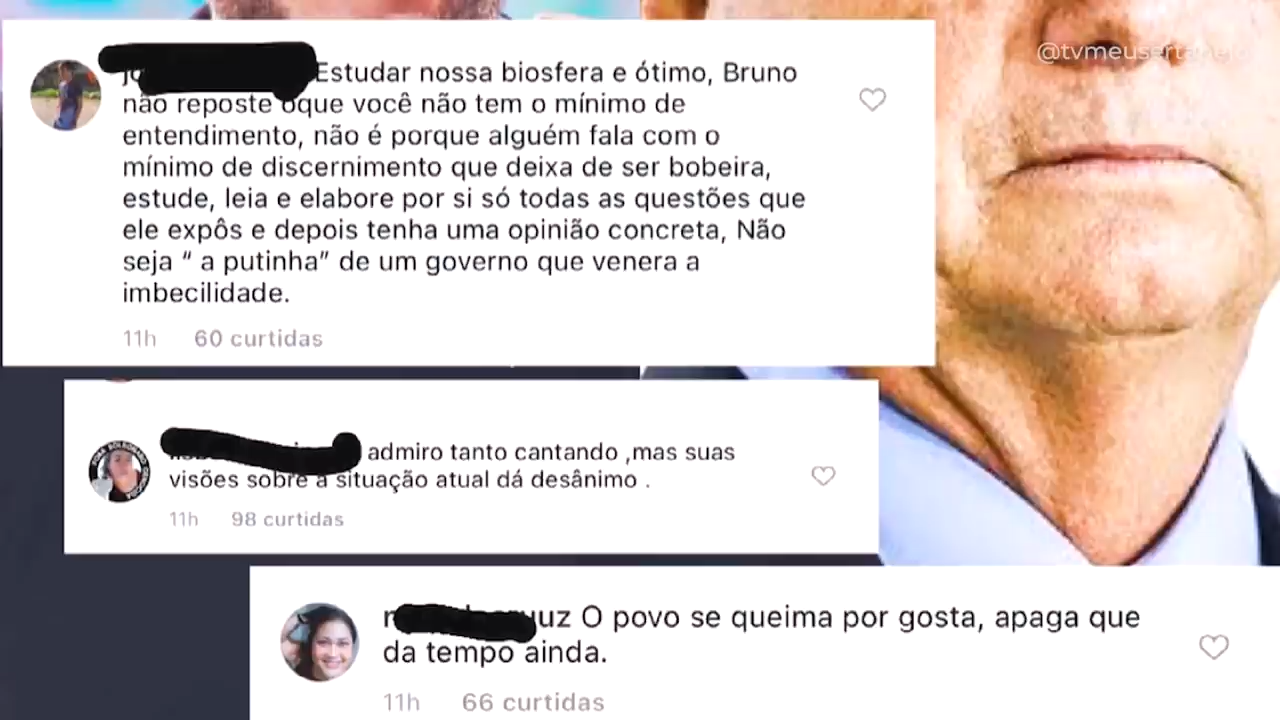 @tvmeusertanejo
Estudar nossa biosfera e ótimo, Bruno
não reposte oque você não tem o mínimo de
entendimento, não é porque alguém fala com o
mínimo de discernimento que deixa de ser bobeira,
estude, leia e elabore por si só todas as questões que
ele expôs e depois tenha uma opinião concreta, Não
seja “ a putinha” de um governo que venera a
imbecilidade.
11h 60 curtidas
admiro tanto cantando ,mas suas
visões sobre a situação atual dá desânimo .
11h 98 curtidas
O povo se queima por gosta, apaga que
da tempo ainda.
11h 66 curtidas